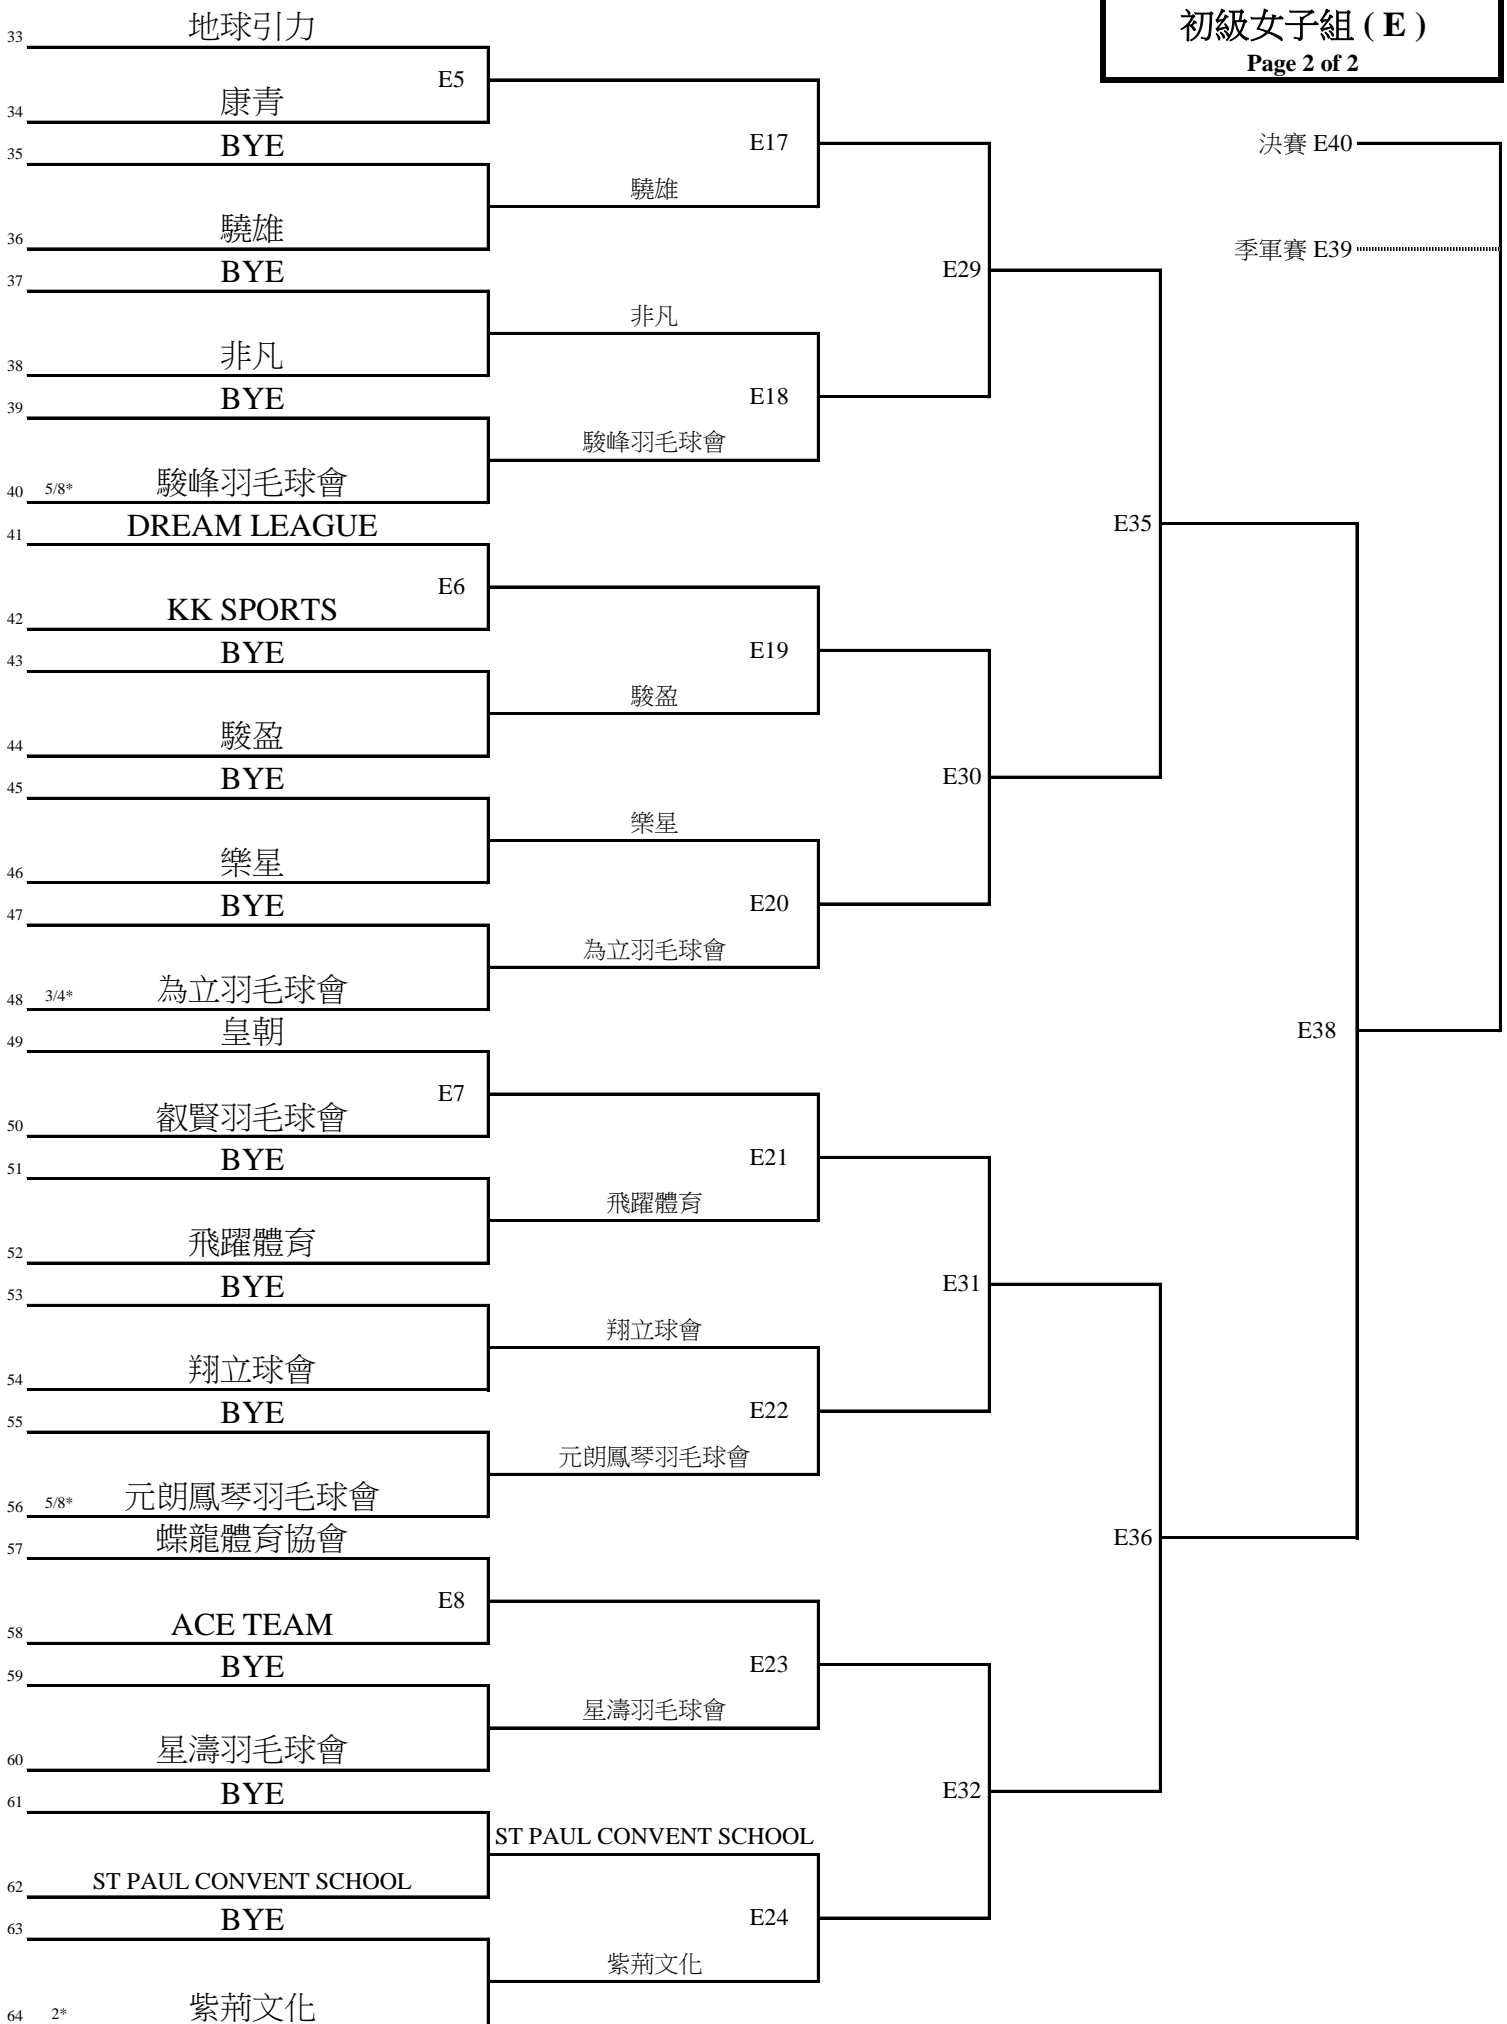 初級女子組 ( E )
Page 2 of 2
33 地球引力
E5
34 康青
35 BYE
E17
決賽 E40
驍雄
36 驍雄
季軍賽 E39
37 BYE
E29
非凡
38 非凡
39 BYE
E18
駿峰羽毛球會
40 5/8* 駿峰羽毛球會
41 DREAM LEAGUE
E35
E6
42 KK SPORTS
43 BYE
E19
駿盈
44 駿盈
45 BYE
E30
樂星
46 樂星
47 BYE
E20
為立羽毛球會
48 3/4* 為立羽毛球會
49 皇朝
E38
E7
50 叡賢羽毛球會
51 BYE
E21
飛躍體育
52 飛躍體育
53 BYE
E31
翔立球會
54 翔立球會
55 BYE
E22
元朗鳳琴羽毛球會
56 5/8* 元朗鳳琴羽毛球會
57 蝶龍體育協會
E36
E8
58 ACE TEAM
59 BYE
E23
星濤羽毛球會
60 星濤羽毛球會
61 BYE
E32
ST PAUL CONVENT SCHOOL
62 ST PAUL CONVENT SCHOOL
63 BYE
E24
紫荊文化
64 2* 紫荊文化